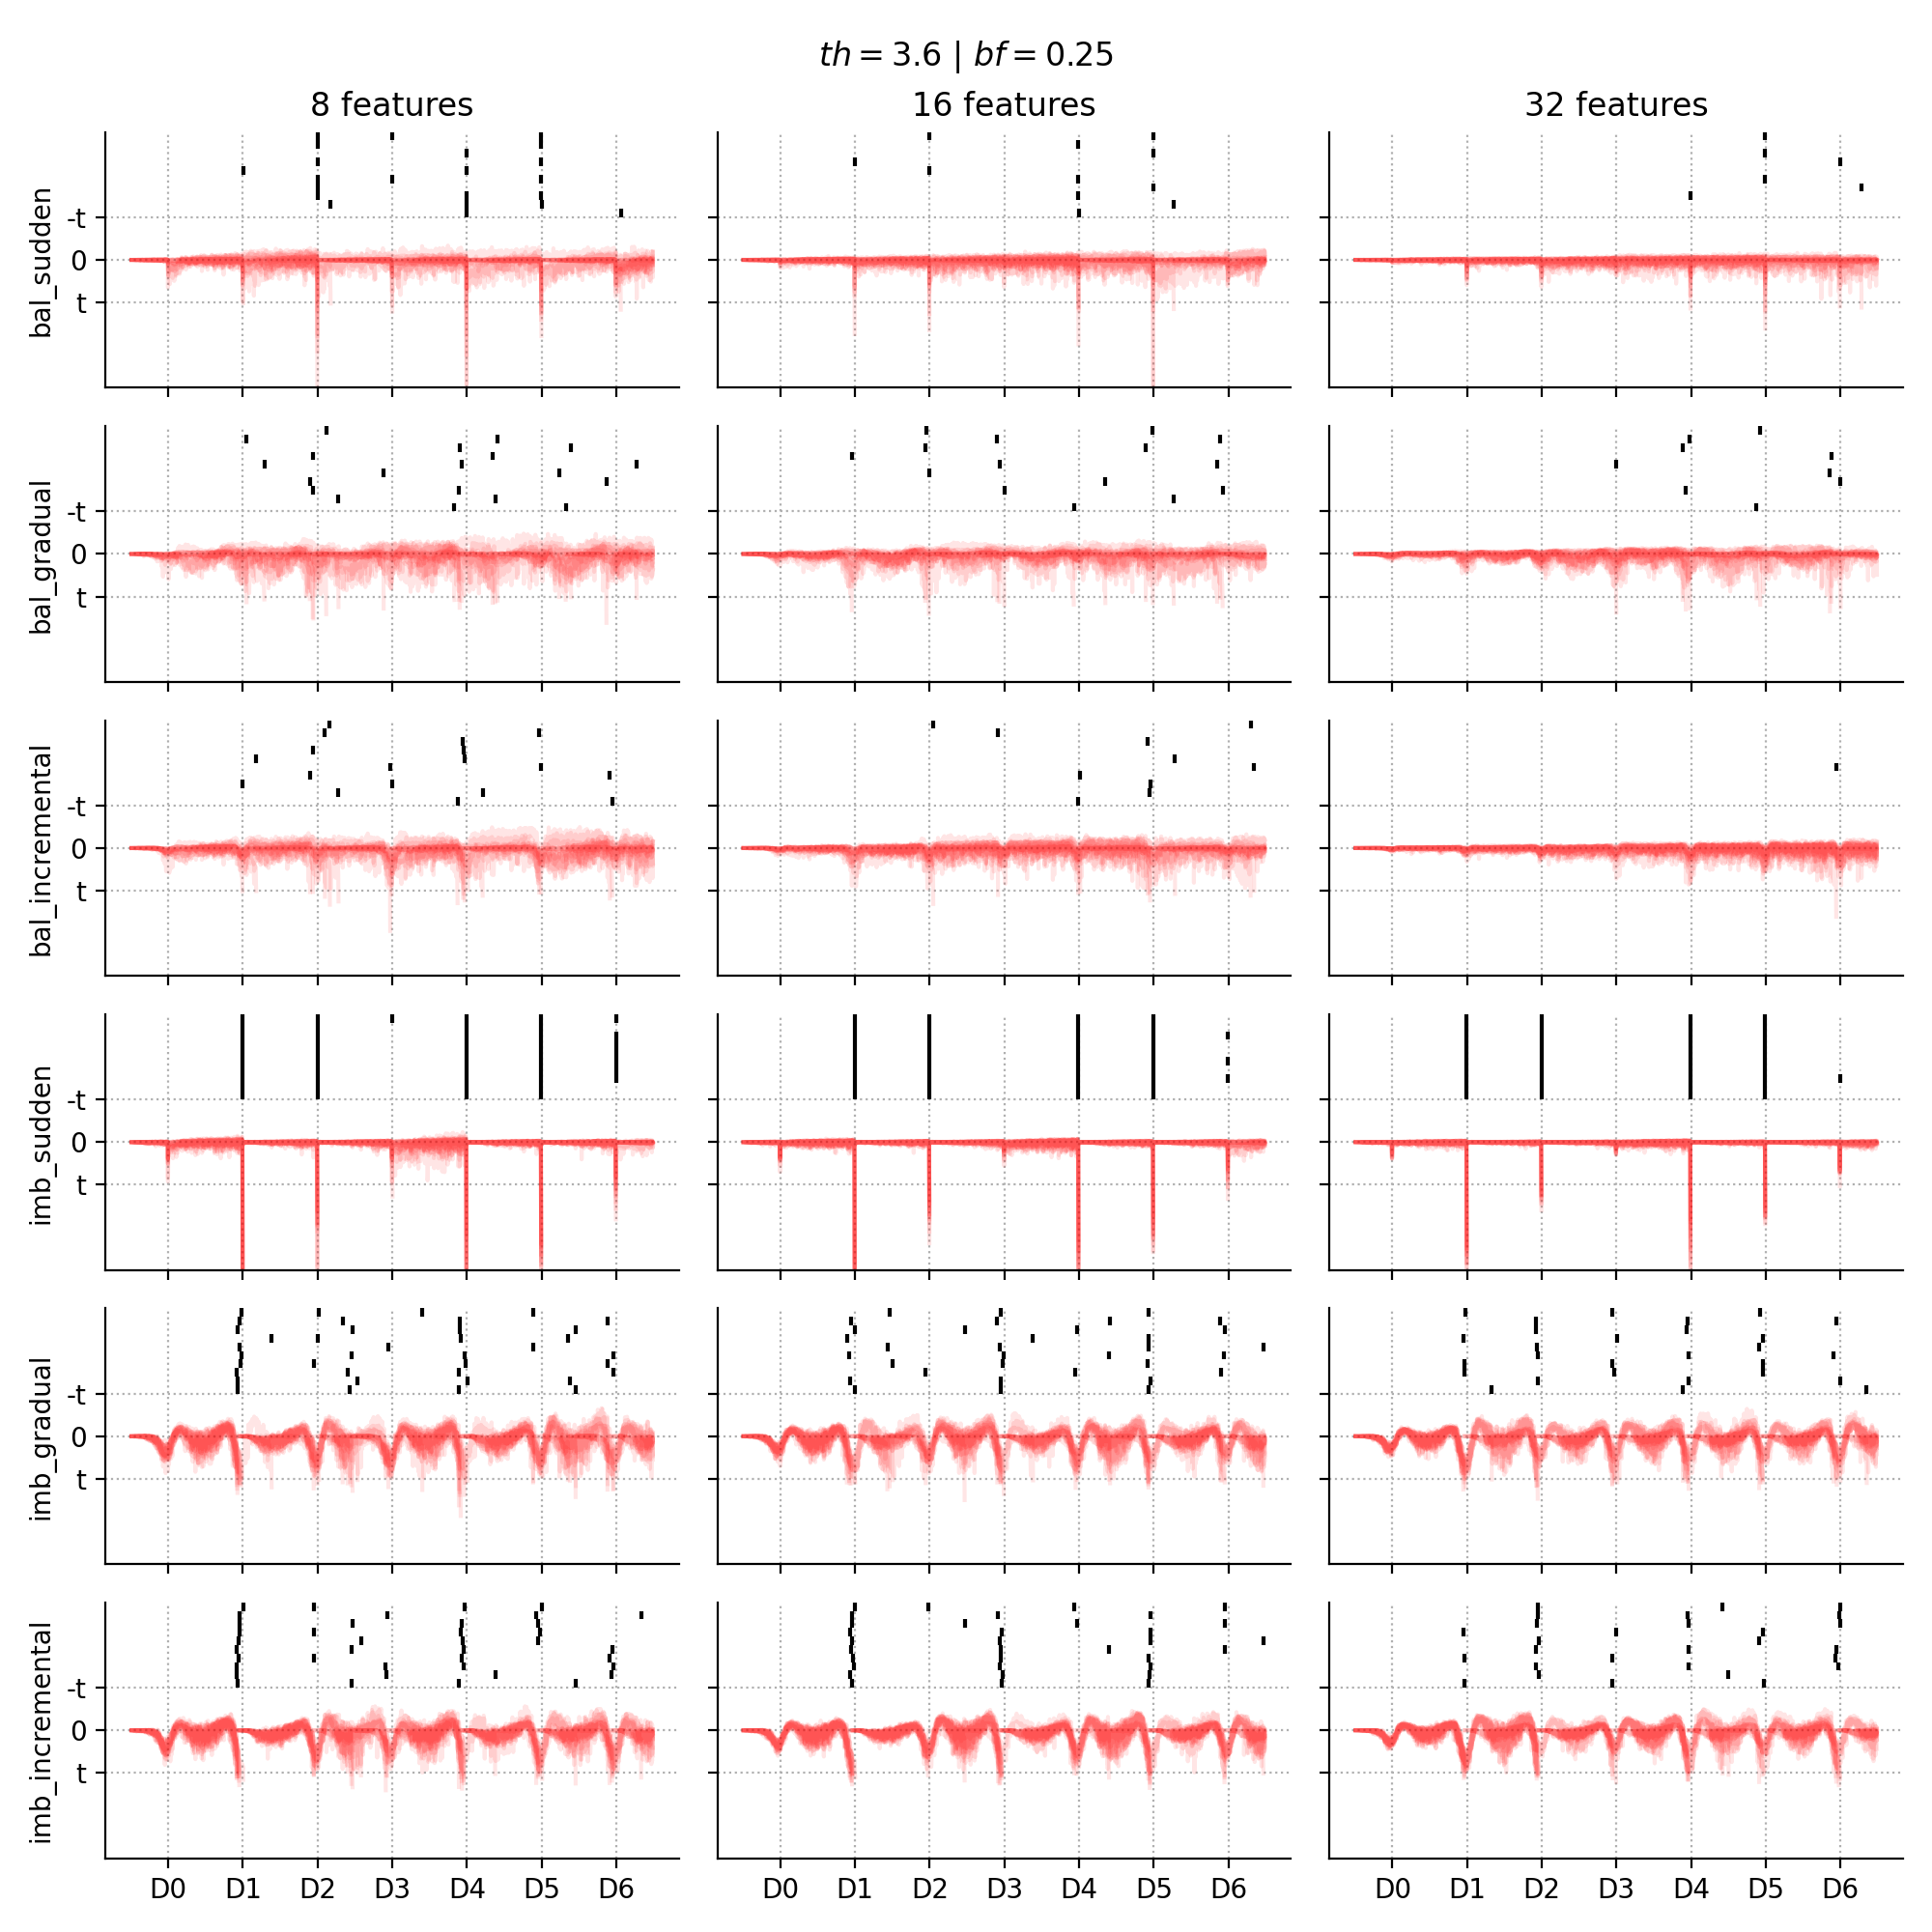 th = 3.6 | bf = 0.25
8 features 16 features 32 features
bal_sudden
-t
0
t
bal_gradual
-t
0
t
bal_incremental
-t
0
t
imb_sudden
-t
0
t
imb_gradual
-t
0
t
imb_incremental
-t
0
t
D0 D1 D2 D3 D4 D5 D6 D0 D1 D2 D3 D4 D5 D6 D0 D1 D2 D3 D4 D5 D6